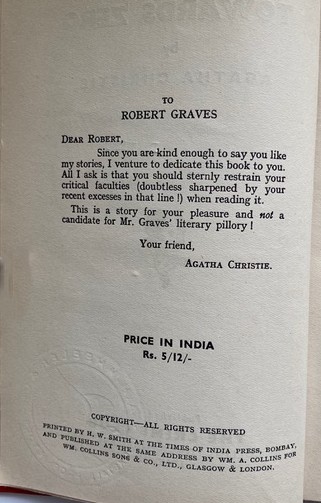 TO
ROBERT GRAVES
DEAR ROBERT,
Since you are kind enough to say you like
my stories, I venture to dedicate this book to you.
All I ask is that you should sternly restrain your
critical faculties (doubtless sharpened by your
recent excesses in that line !) when reading it.
This is a story for your pleasure and not a
candidate for Mr. Graves' literary pillory !
Your friend,
AGATHA CHRISTIE.
PRICE IN INDIA
Rs. 5/12/-
COPYRIGHT—ALL RIGHTS RESERVED
PRINTED BY H. W. SMITH AT THE TIMES OF INDIA PRESS, BOMBAY,
AND PUBLISHED AT THE SAME ADDRESS BY WM. A. COLLINS FOR
WM. COLLINS SONS & CO., LTD., GLASGOW & LONDON.